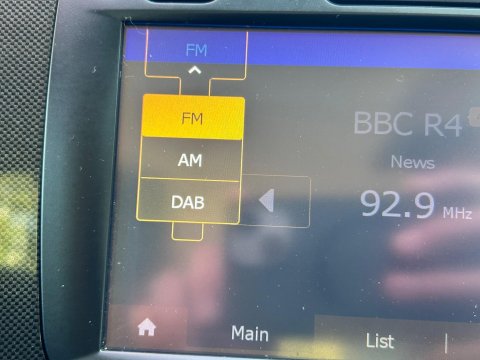 FM
FM
AM
DAB
BBC R4
News
92.9 MHz
Main
List